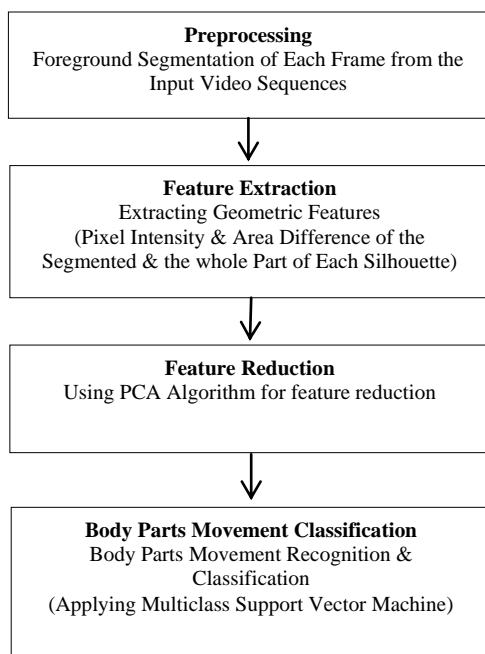 Preprocessing
Foreground Segmentation of Each Frame from the
Input Video Sequences
Feature Extraction
Extracting Geometric Features
(Pixel Intensity & Area Difference of the
Segmented & the whole Part of Each Silhouette)
Feature Reduction
Using PCA Algorithm for feature reduction
Body Parts Movement Classification
Body Parts Movement Recognition &
Classification
(Applying Multiclass Support Vector Machine)